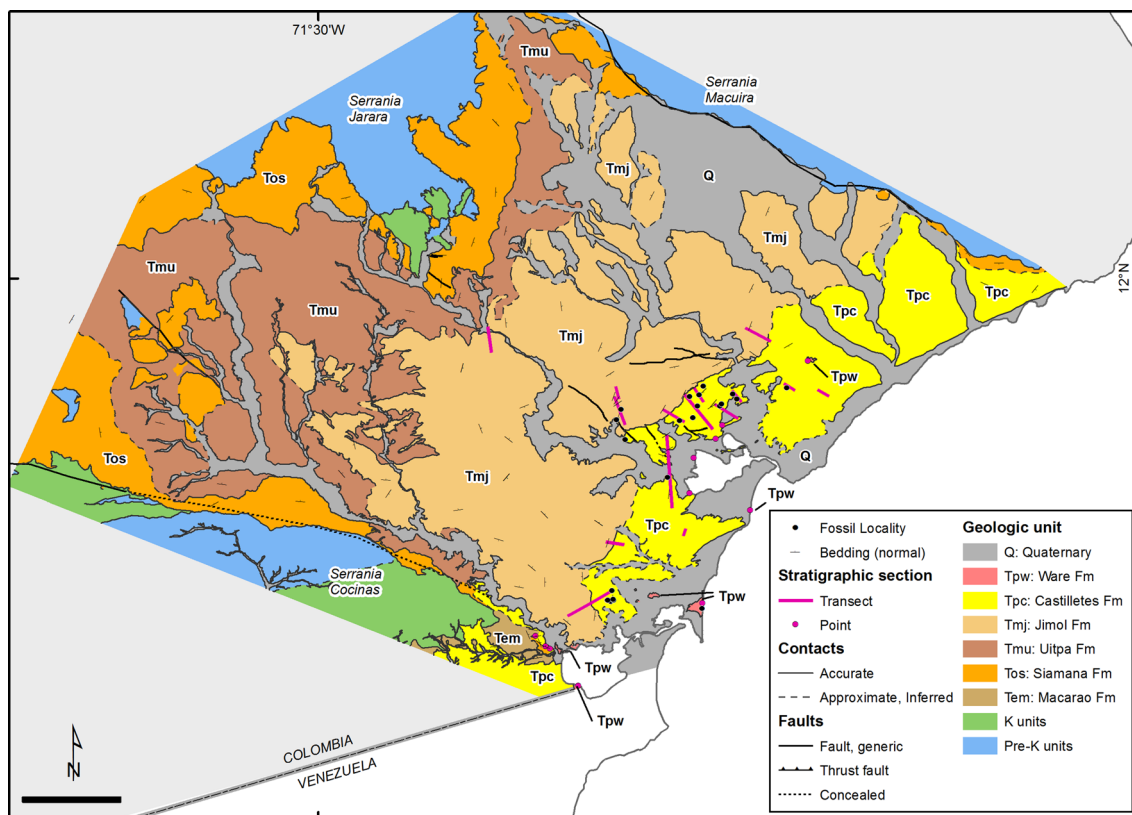 71°30'W
Tmu
Serrania
Macuira
Serrania
Jarara
Tos
Tmj
Q
Tmj
12°N
Tmu
Tpc
Tpc
Tmu
Tpc
Tmj
Tpw
Tos
Tmj
Q
Tpw
Tpc
Serrania
Cocinas
Tpw
Tem
Tpw
Tpc
Tpw
COLOMBIA
VENEZUELA
N
Fossil Locality
Bedding (normal)
Stratigraphic section
Transect
Point
Contacts
Accurate
Approximate, Inferred
Faults
Fault, generic
Thrust fault
Concealed
Geologic unit
Q: Quaternary
Tpw: Ware Fm
Tpc: Castilletes Fm
Tmj: Jimol Fm
Tmu: Uitpa Fm
Tos: Siamana Fm
Tem: Macarao Fm
K units
Pre-K units